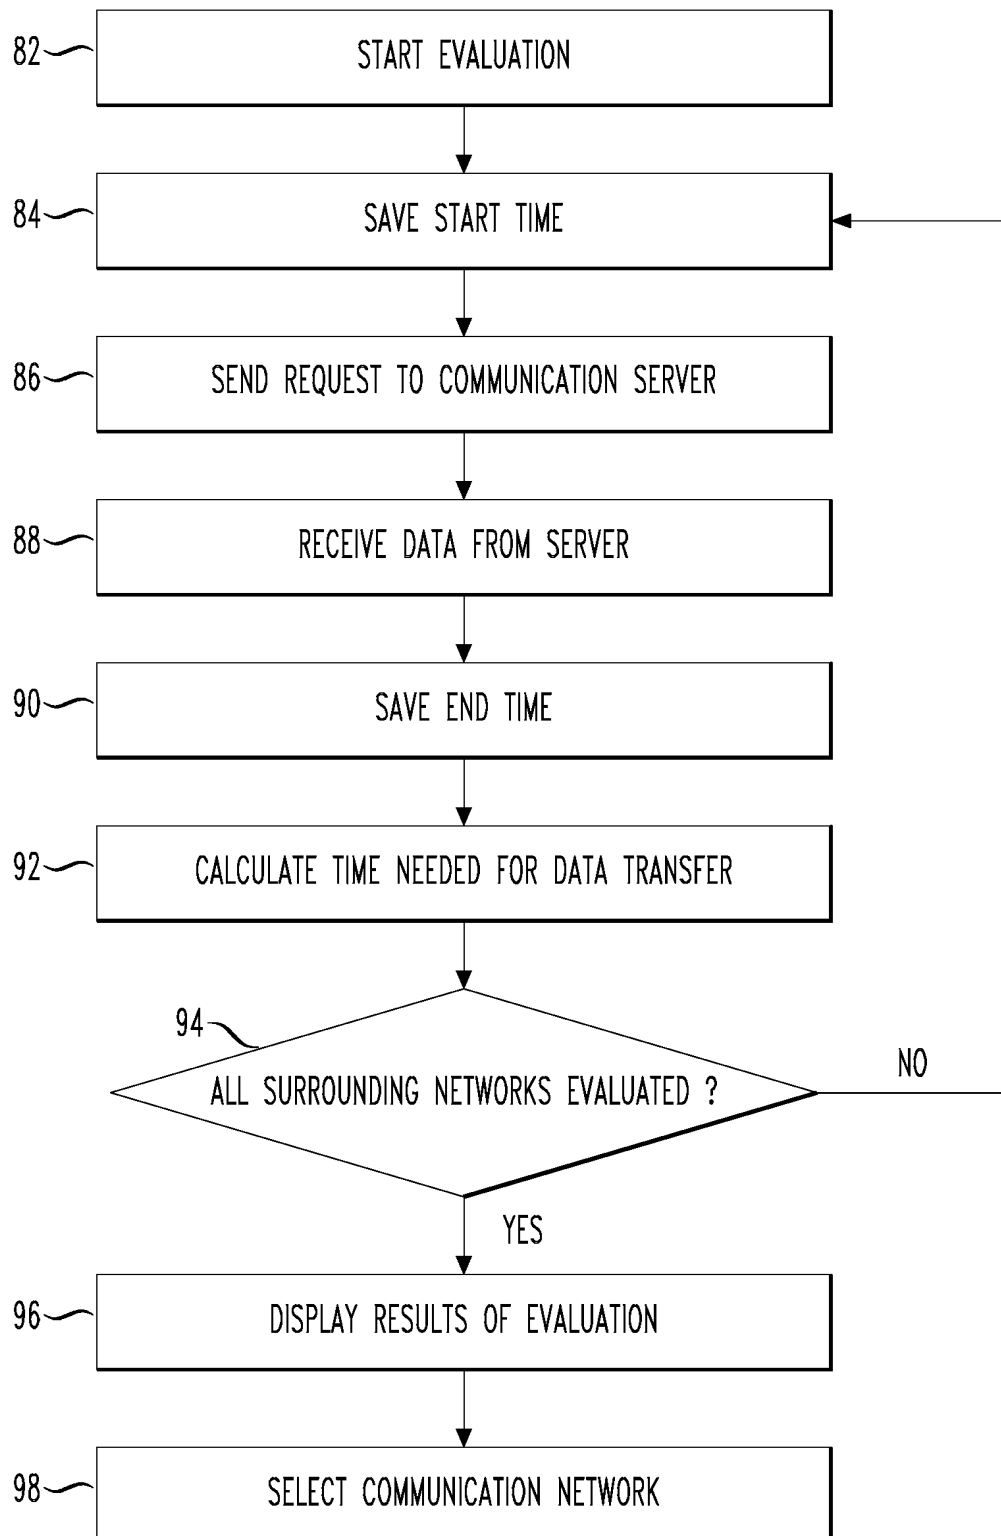 82
START EVALUATION
84
SAVE START TIME
86
SEND REQUEST TO COMMUNICATION SERVER
88
RECEIVE DATA FROM SERVER
90
SAVE END TIME
92
CALCULATE TIME NEEDED FOR DATA TRANSFER
94
ALL SURROUNDING NETWORKS EVALUATED ?
NO
YES
96
DISPLAY RESULTS OF EVALUATION
98
SELECT COMMUNICATION NETWORK